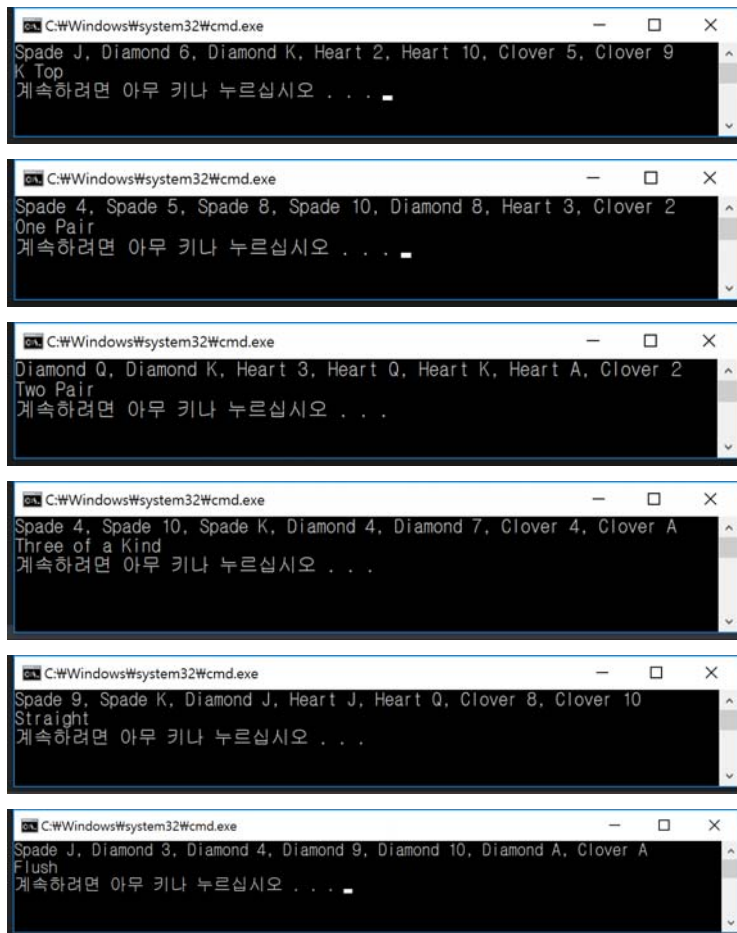 C:₩Windows₩system32₩cmd.exe
Spade J, Diamond 6, Diamond K, Heart 2, Heart 10, Clover 5, Clover 9
K Top
계속하려면 아무 키나 누르십시오 . . .
C:₩Windows₩system32₩cmd.exe
Spade 4, Spade 5, Spade 8, Spade 10, Diamond 8, Heart 3, Clover 2
One Pair
계속하려면 아무 키나 누르십시오 . . .
C:₩Windows₩system32₩cmd.exe
Diamond Q, Diamond K, Heart 3, Heart Q, Heart K, Heart A, Clover 2
Two Pair
계속하려면 아무 키나 누르십시오 . . .
C:₩Windows₩system32₩cmd.exe
Spade 4, Spade 10, Spade K, Diamond 4, Diamond 7, Clover 4, Clover A
Three of a Kind
계속하려면 아무 키나 누르십시오 . . .
C:₩Windows₩system32₩cmd.exe
Spade 9, Spade K, Diamond J, Heart J, Heart Q, Clover 8, Clover 10
Straight
계속하려면 아무 키나 누르십시오 . . .
C:₩Windows₩system32₩cmd.exe
Spade J, Diamond 3, Diamond 4, Diamond 9, Diamond 10, Diamond A, Clover A
Flush
계속하려면 아무 키나 누르십시오 . . .